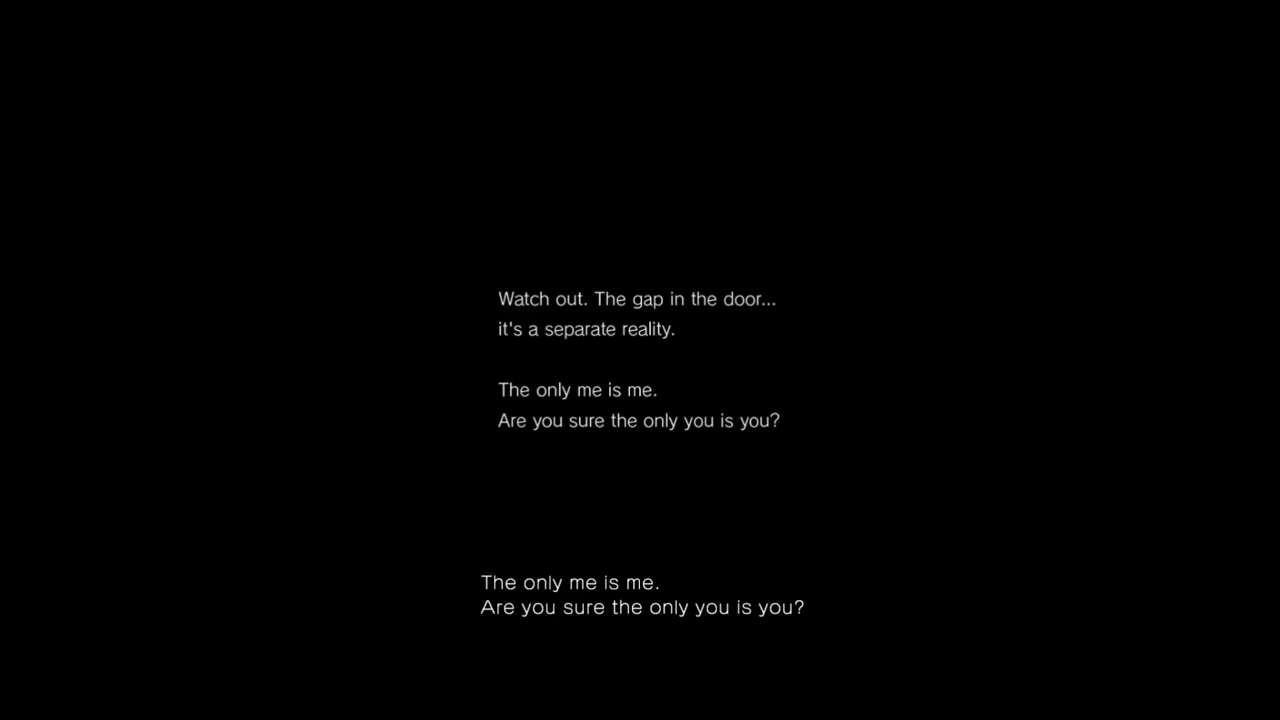 Watch out. The gap in the door...
it's a separate reality.
The only me is me.
Are you sure the only you is you?
The only me is me.
Are you sure the only you is you?